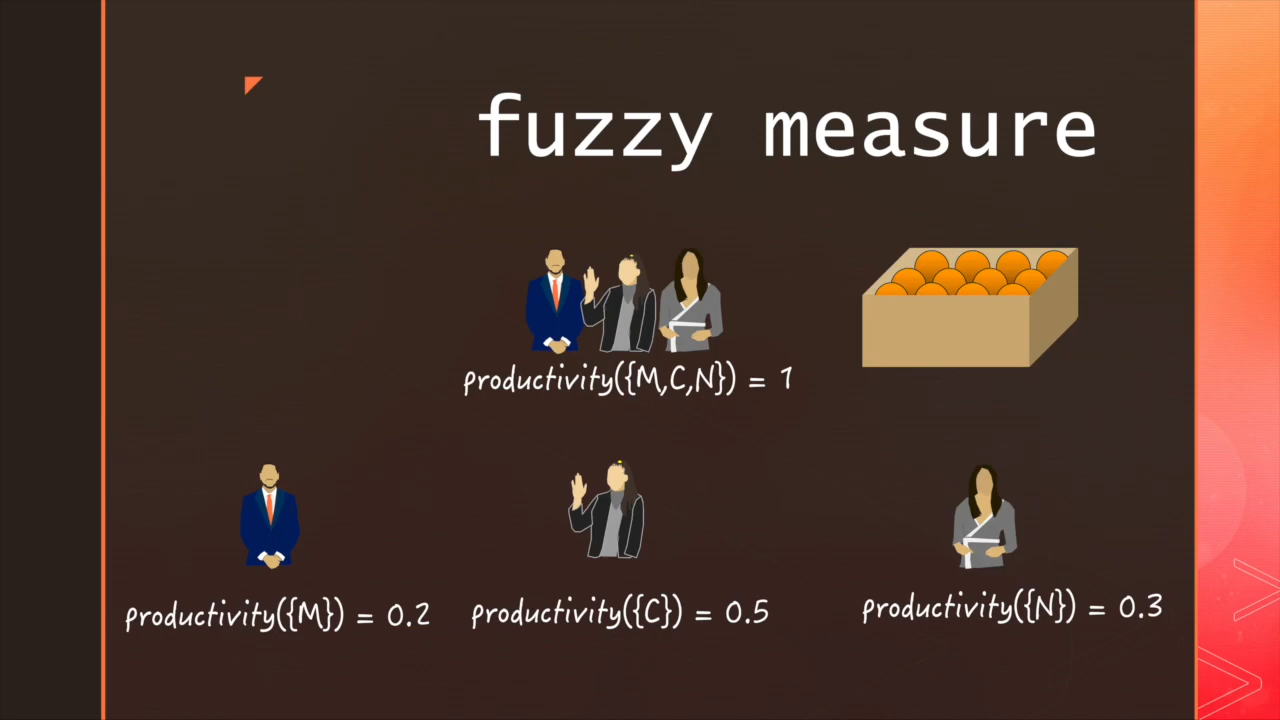 fuzzy measure
productivity({M,C,N}) = 1
productivity({M}) = 0.2
productivity({C}) = 0.5
productivity({N}) = 0.3